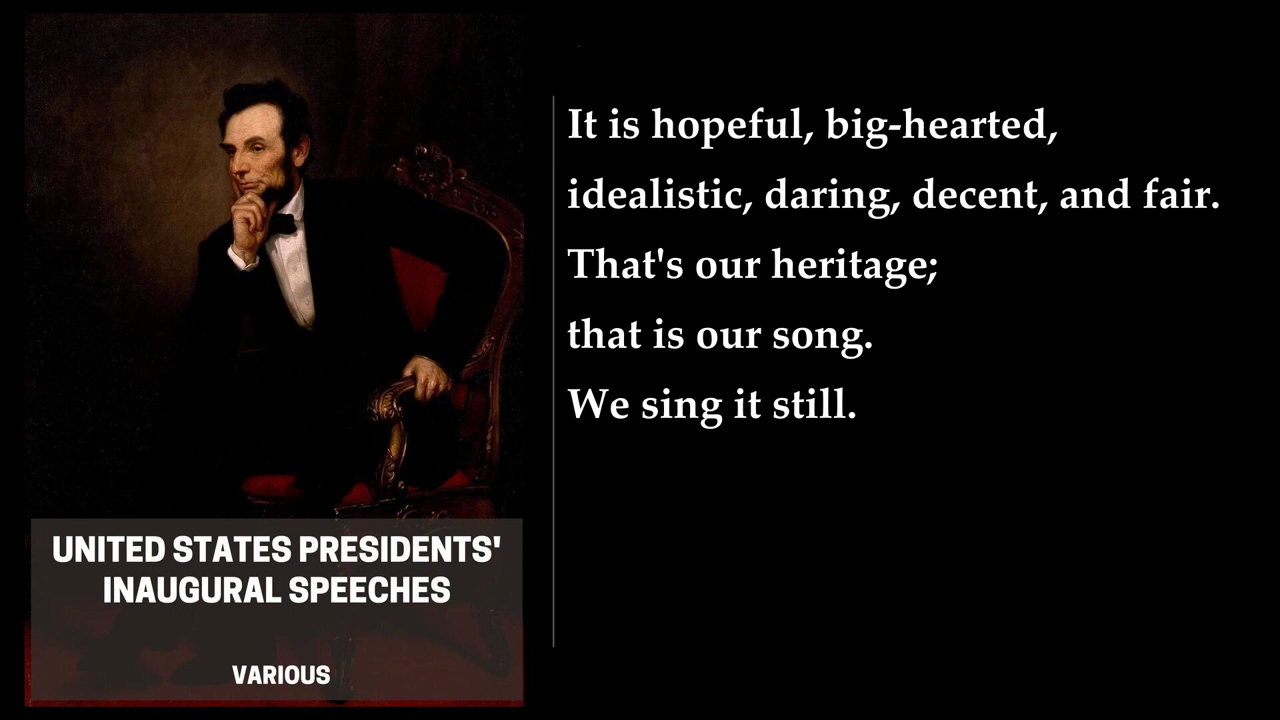 It is hopeful, big-hearted,
idealistic, daring, decent, and fair.
That's our heritage;
that is our song.
We sing it still.
UNITED STATES PRESIDENTS'
INAUGURAL SPEECHES
VARIOUS